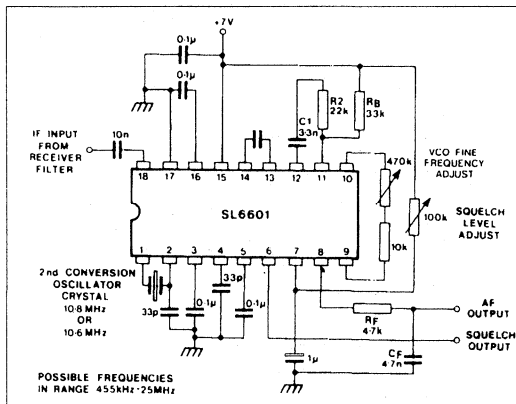 +7V
0·1µ
0·1µ
IF INPUT
FROM
RECEIVER
FILTER
10n
C1
3·3n
R2
22k
RB
33k
470k
VCO FINE
FREQUENCY
ADJUST
100k
SQUELCH
LEVEL
ADJUST
10k
18 17 16 15 14 13 12 11 10
SL6601
1 2 3 4 5 6 7 8 9
2nd CONVERSION
OSCILLATOR
CRYSTAL
10·8 MHz
OR
10·6 MHz
33p
0·1µ
33p
0·1µ
1µ
RF
4·7k
CF
4·7n
AF
OUTPUT
SQUELCH
OUTPUT
POSSIBLE FREQUENCIES
IN RANGE 455kHz-25MHz